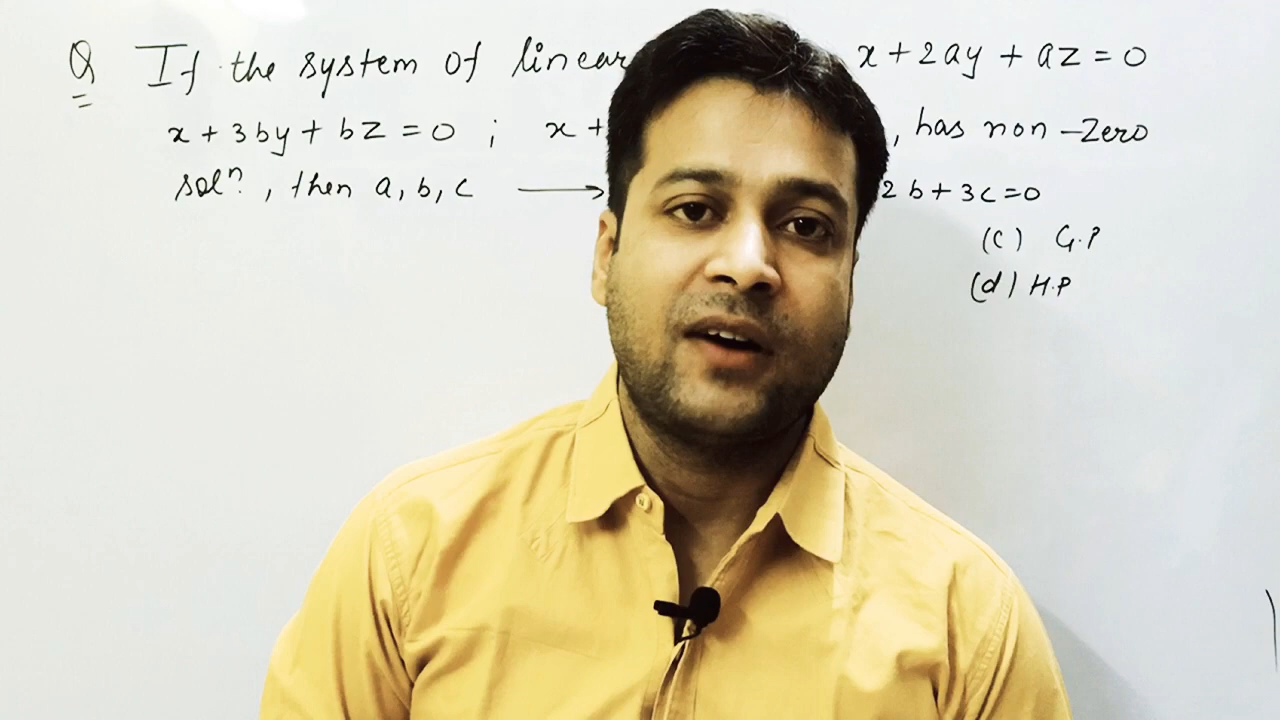 Q If the system of linear x + 2ay + az = 0
x + 3by + bz = 0 ; x + , has non-zero
solⁿ, then a, b, c ⟶ 2b + 3c = 0
(c) G.P
(d) H.P